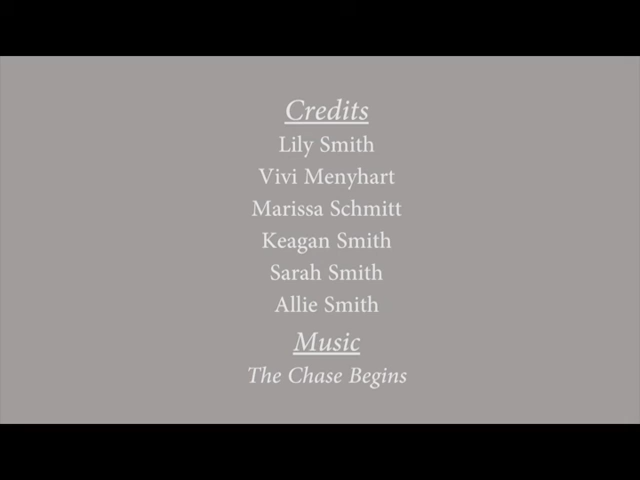 Credits
Lily Smith
Vivi Menyhart
Marissa Schmitt
Keagan Smith
Sarah Smith
Allie Smith
Music
The Chase Begins